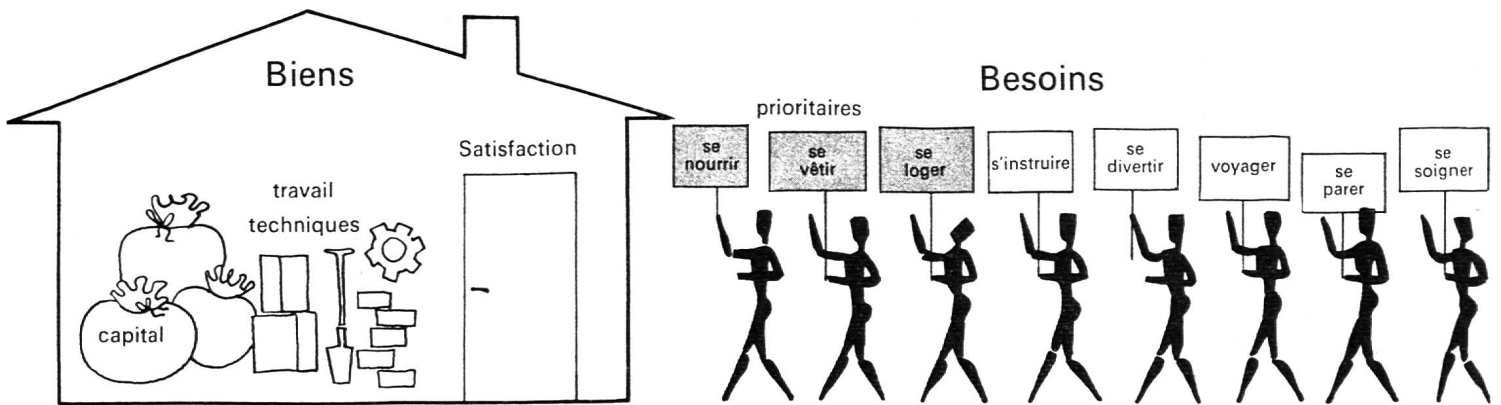 Biens
Besoins
prioritaires
Satisfaction
travail
techniques
capital
se
nourrir
se
vêtir
se
loger
s'instruire
se
divertir
voyager
se
parer
se
soigner